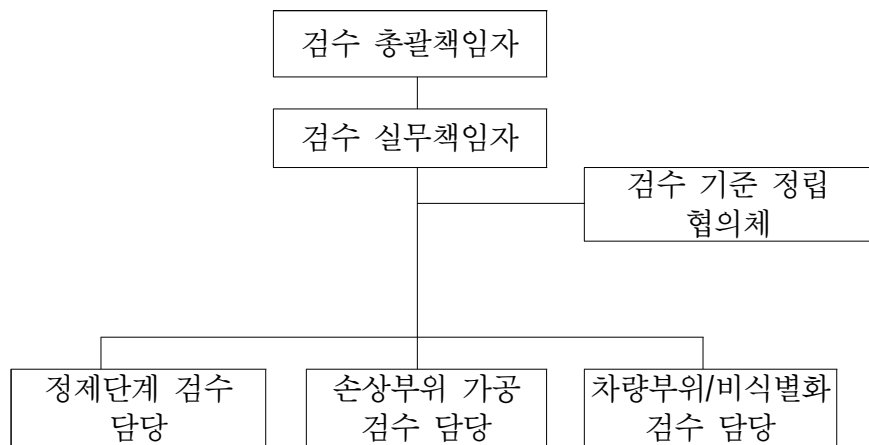 검수 총괄책임자
검수 실무책임자
검수 기준 정립
협의체
정제단계 검수
담당
손상부위 가공
검수 담당
차량부위/비식별화
검수 담당